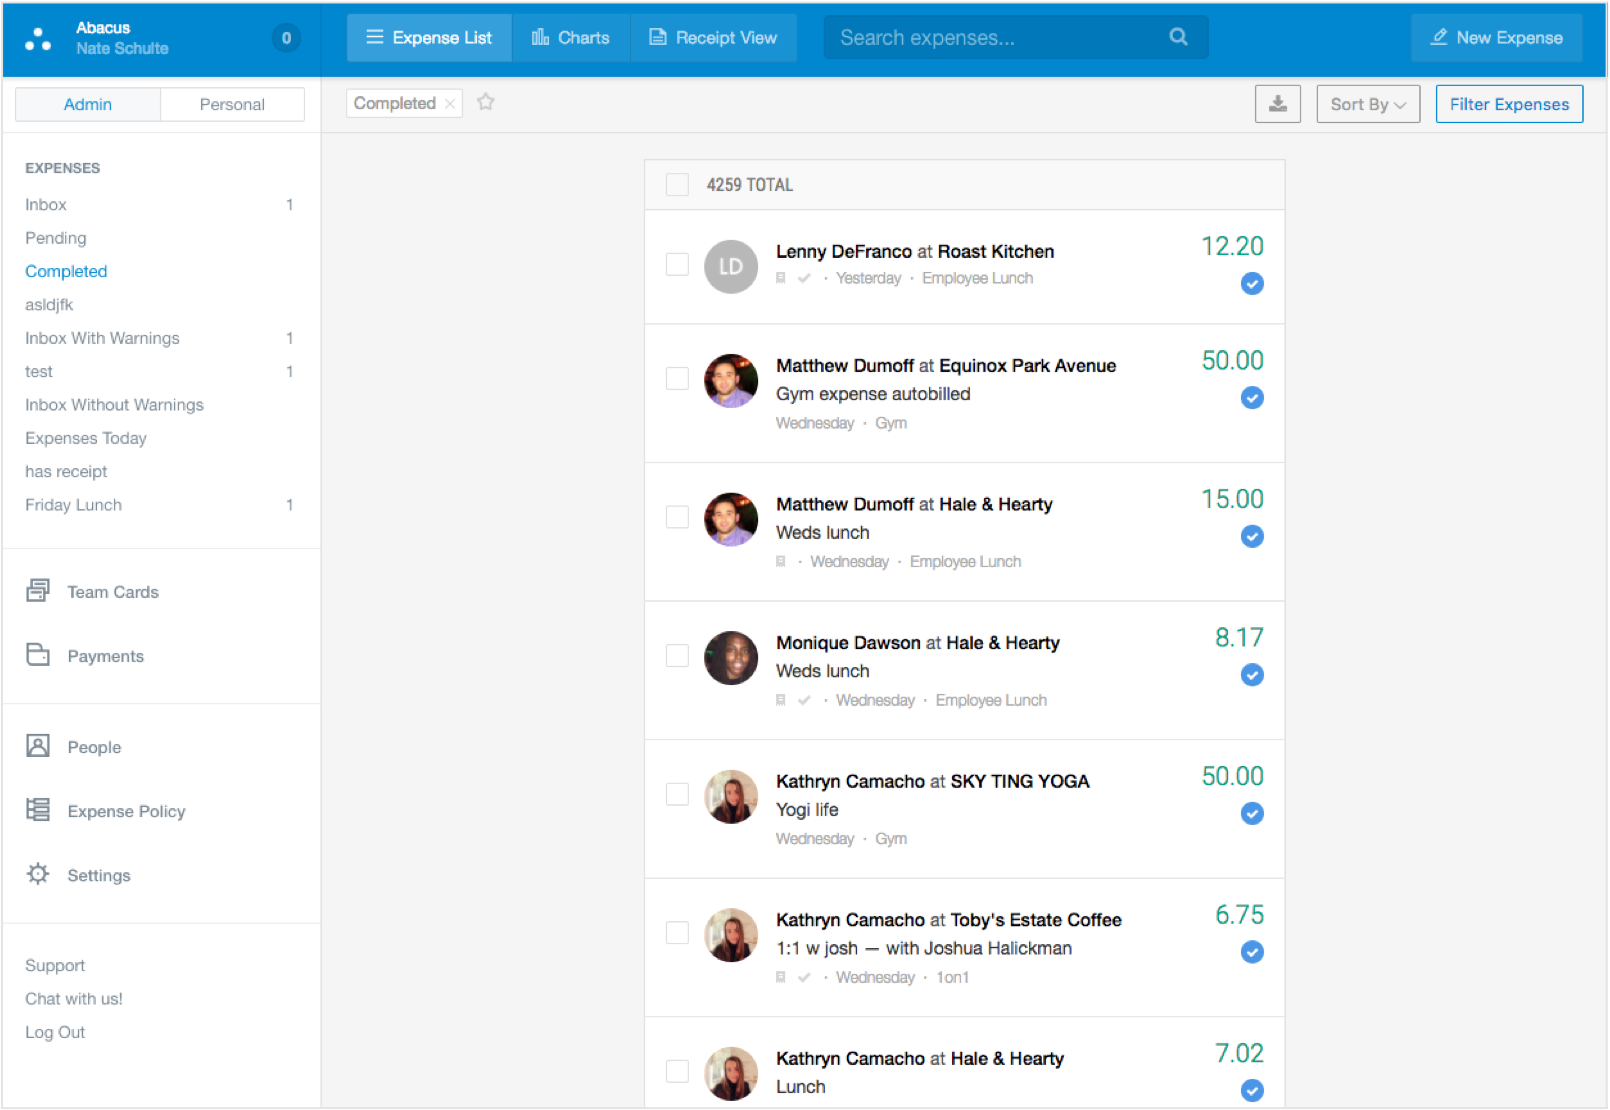 Abacus
Nate Schulte
0
Expense List
Charts
Receipt View
Search expenses...
New Expense
Admin
Personal
Completed
Sort By
Filter Expenses
EXPENSES
Inbox 1
Pending
Completed
asldjfk
Inbox With Warnings 1
test 1
Inbox Without Warnings
Expenses Today
has receipt
Friday Lunch 1
Team Cards
Payments
People
Expense Policy
Settings
Support
Chat with us!
Log Out
4259 TOTAL
LD
Lenny DeFranco at Roast Kitchen 12.20
· Yesterday · Employee Lunch
Matthew Dumoff at Equinox Park Avenue 50.00
Gym expense autobilled
Wednesday · Gym
Matthew Dumoff at Hale & Hearty 15.00
Weds lunch
· Wednesday · Employee Lunch
Monique Dawson at Hale & Hearty 8.17
Weds lunch
· Wednesday · Employee Lunch
Kathryn Camacho at SKY TING YOGA 50.00
Yogi life
Wednesday · Gym
Kathryn Camacho at Toby's Estate Coffee 6.75
1:1 w josh — with Joshua Halickman
· Wednesday · 1on1
Kathryn Camacho at Hale & Hearty 7.02
Lunch